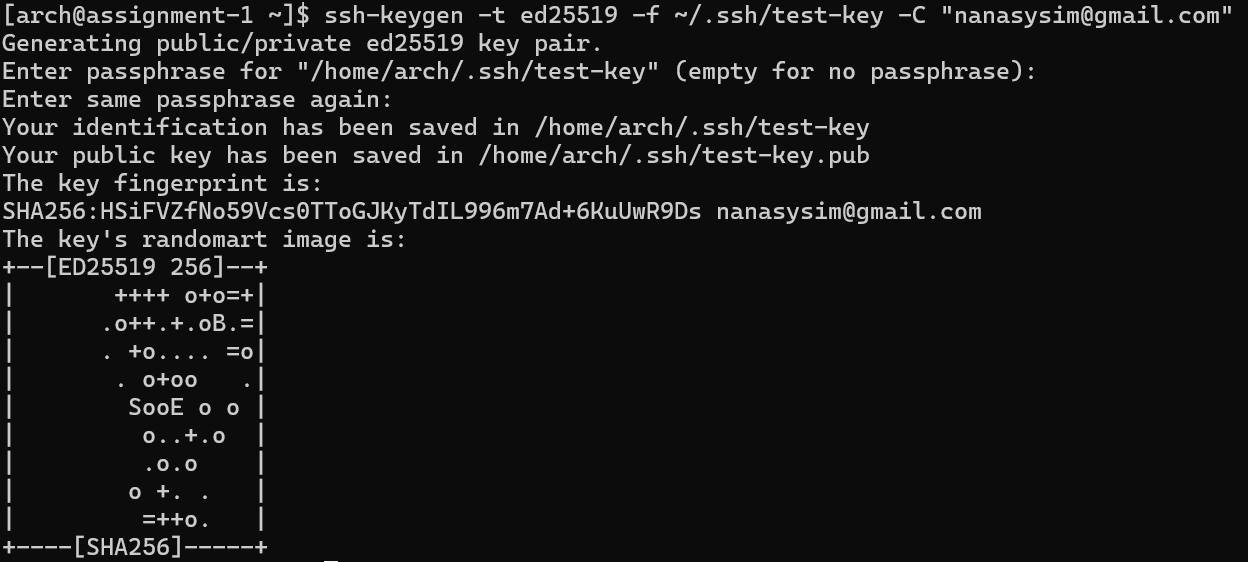 [arch@assignment-1 ~]$ ssh-keygen -t ed25519 -f ~/.ssh/test-key -C "nanasysim@gmail.com"
Generating public/private ed25519 key pair.
Enter passphrase for "/home/arch/.ssh/test-key" (empty for no passphrase):
Enter same passphrase again:
Your identification has been saved in /home/arch/.ssh/test-key
Your public key has been saved in /home/arch/.ssh/test-key.pub
The key fingerprint is:
SHA256:HSiFVZfNo59Vcs0TToGJKyTdIL996m7Ad+6KuUwR9Ds nanasysim@gmail.com
The key's randomart image is:
+--[ED25519 256]--+
|       ++++ o+o=+|
|      .o++.+.oB.=|
|      . +o.... =o|
|       . o+oo   .|
|        SooE o o |
|         o..+.o  |
|         .o.o    |
|        o +. .   |
|         =++o.   |
+----[SHA256]-----+